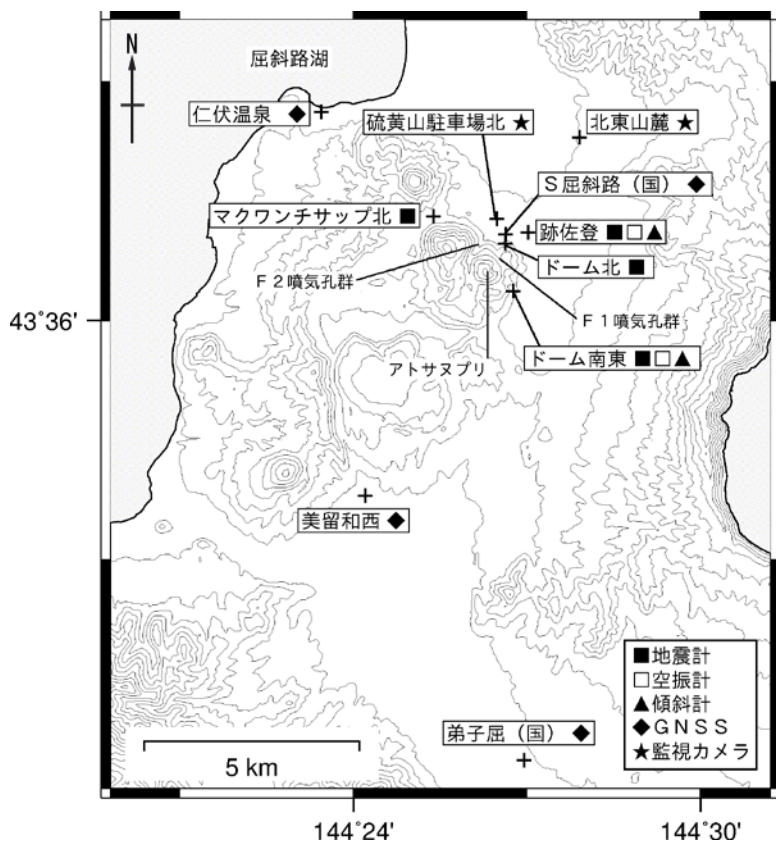 N
屈斜路湖
仁伏温泉 ◆
硫黄山駐車場北 ★
北東山麓 ★
S屈斜路（国） ◆
マクワンチサップ北 ■
跡佐登 ■□▲
ドーム北 ■
F2噴気孔群
43°36'
F1噴気孔群
アトサヌプリ
ドーム南東 ■□▲
美留和西 ◆
■地震計
□空振計
▲傾斜計
◆GNSS
★監視カメラ
弟子屈（国） ◆
5 km
144°24'
144°30'